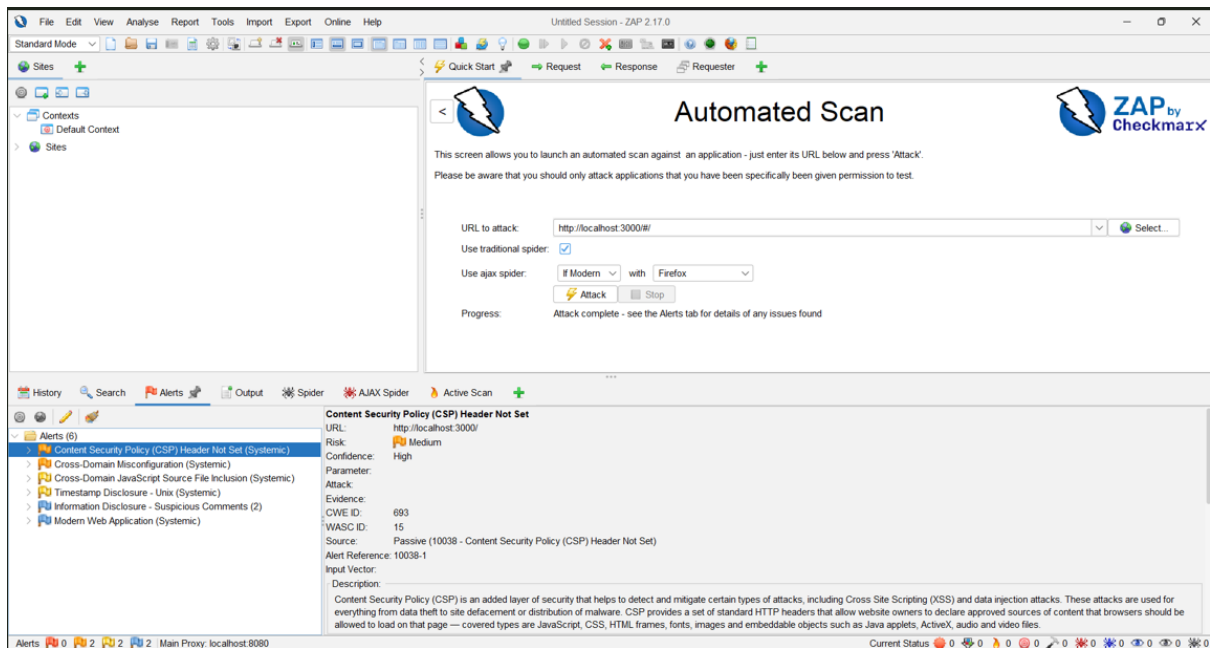 File Edit View Analyse Report Tools Import Export Online Help
Untitled Session - ZAP 2.17.0
Standard Mode
Sites
Quick Start
Request
Response
Requester
Contexts
Default Context
Sites
<
Automated Scan
ZAP by
Checkmarx
This screen allows you to launch an automated scan against an application - just enter its URL below and press 'Attack'.
Please be aware that you should only attack applications that you have been specifically been given permission to test.
URL to attack: http://localhost:3000/#/ Select...
Use traditional spider:
Use ajax spider: If Modern with Firefox
Attack Stop
Progress: Attack complete - see the Alerts tab for details of any issues found
History Search Alerts Output Spider AJAX Spider Active Scan
Alerts (6)
Content Security Policy (CSP) Header Not Set (Systemic)
Cross-Domain Misconfiguration (Systemic)
Cross-Domain JavaScript Source File Inclusion (Systemic)
Timestamp Disclosure - Unix (Systemic)
Information Disclosure - Suspicious Comments (2)
Modern Web Application (Systemic)
Content Security Policy (CSP) Header Not Set
URL: http://localhost:3000/
Risk: Medium
Confidence: High
Parameter:
Attack:
Evidence:
CWE ID: 693
WASC ID: 15
Source: Passive (10038 - Content Security Policy (CSP) Header Not Set)
Alert Reference: 10038-1
Input Vector:
Description:
Content Security Policy (CSP) is an added layer of security that helps to detect and mitigate certain types of attacks, including Cross Site Scripting (XSS) and data injection attacks. These attacks are used for
everything from data theft to site defacement or distribution of malware. CSP provides a set of standard HTTP headers that allow website owners to declare approved sources of content that browsers should be
allowed to load on that page — covered types are JavaScript, CSS, HTML frames, fonts, images and embeddable objects such as Java applets, ActiveX, audio and video files.
Alerts 0 2 2 2 Main Proxy: localhost:8080
Current Status 0 0 0 0 0 0 0 0 0 0